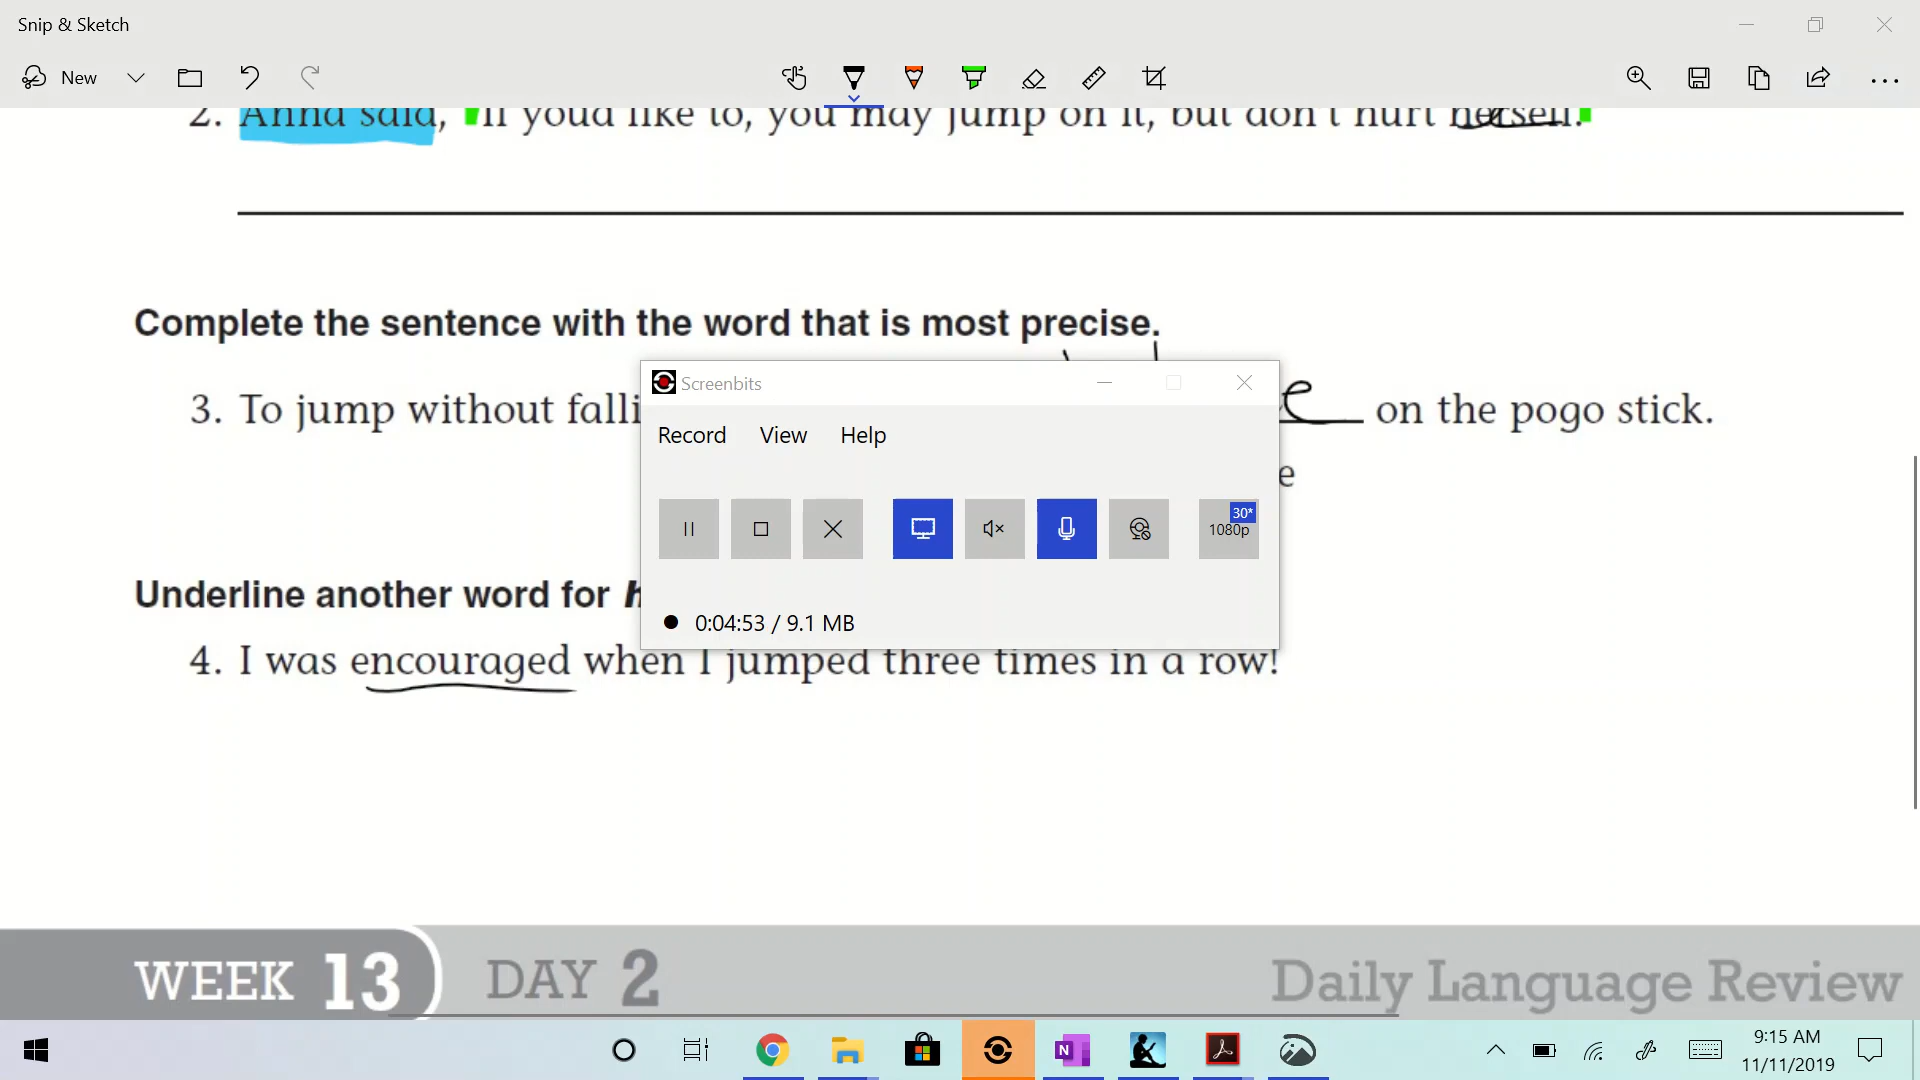 Snip & Sketch
New
2. Anna said, "If youd like to, you may jump on it, but don't hurt herself."
Complete the sentence with the word that is most precise.
3. To jump without falli
e on the pogo stick.
e
Screenbits
Record View Help
30*
1080p
0:04:53 / 9.1 MB
Underline another word for h
4. I was encouraged when I jumped three times in a row!
WEEK 13 DAY 2 Daily Language Review
9:15 AM
11/11/2019